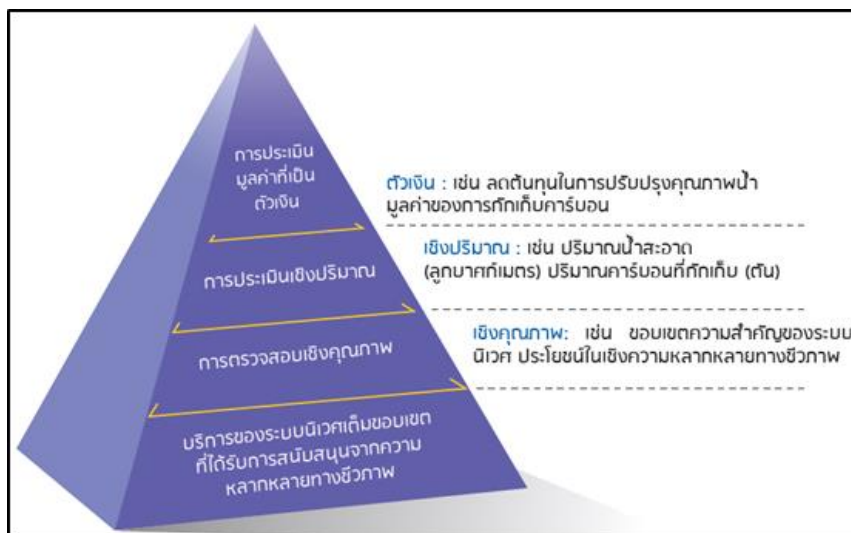 การประเมิน
มูลค่าที่เป็น
ตัวเงิน
ตัวเงิน : เช่น ลดต้นทุนในการปรับปรุงคุณภาพน้ำ
มูลค่าของการกักเก็บคาร์บอน
การประเมินเชิงปริมาณ
เชิงปริมาณ : เช่น ปริมาณน้ำสะอาด
(ลูกบาศก์เมตร) ปริมาณคาร์บอนที่กักเก็บ (ตัน)
การตรวจสอบเชิงคุณภาพ
เชิงคุณภาพ: เช่น ขอบเขตความสำคัญของระบบ
นิเวศ ประโยชน์ในเชิงความหลากหลายทางชีวภาพ
บริการของระบบนิเวศเต็มขอบเขต
ที่ได้รับการสนับสนุนจากความ
หลากหลายทางชีวภาพ